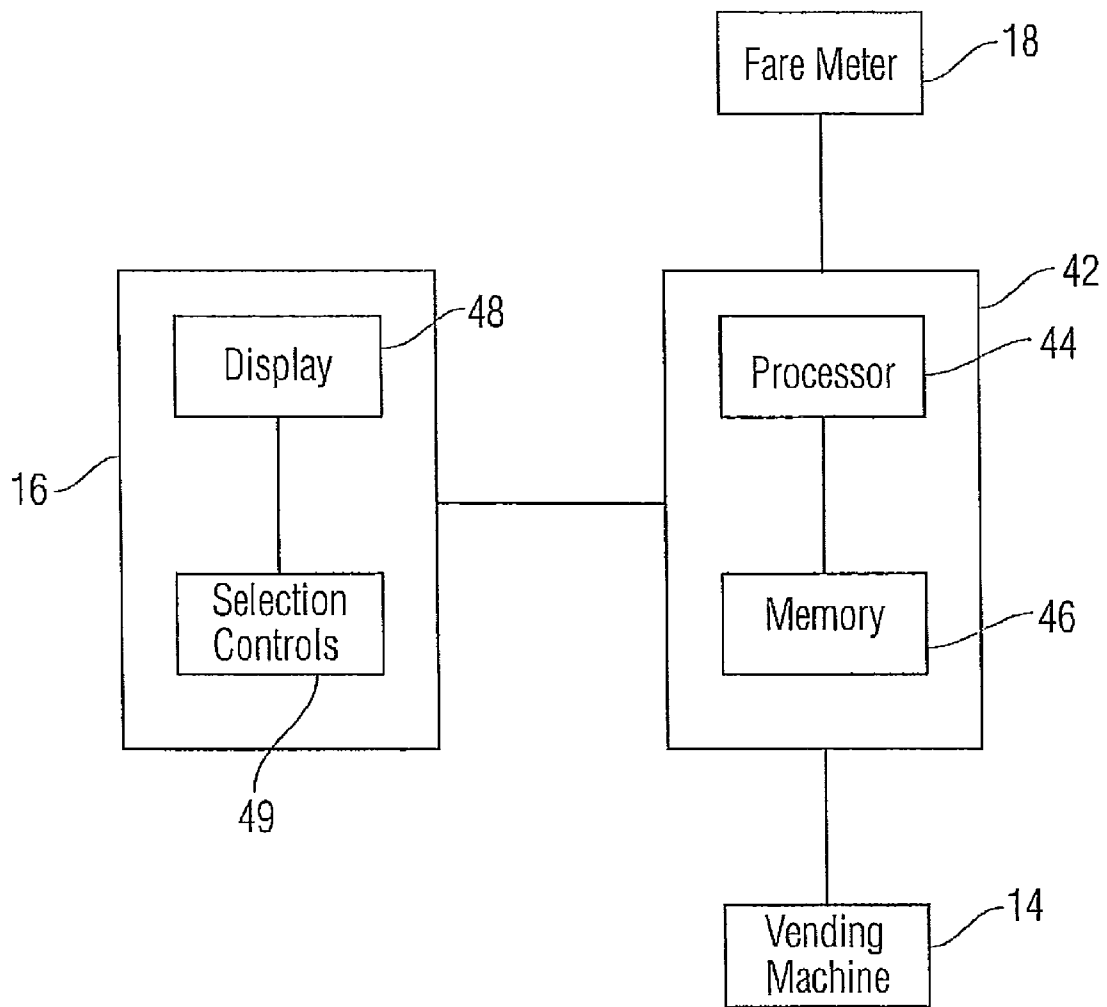 Fare Meter
18
42
Display
48
Processor
44
16
Selection
Controls
49
Memory
46
Vending
Machine
14